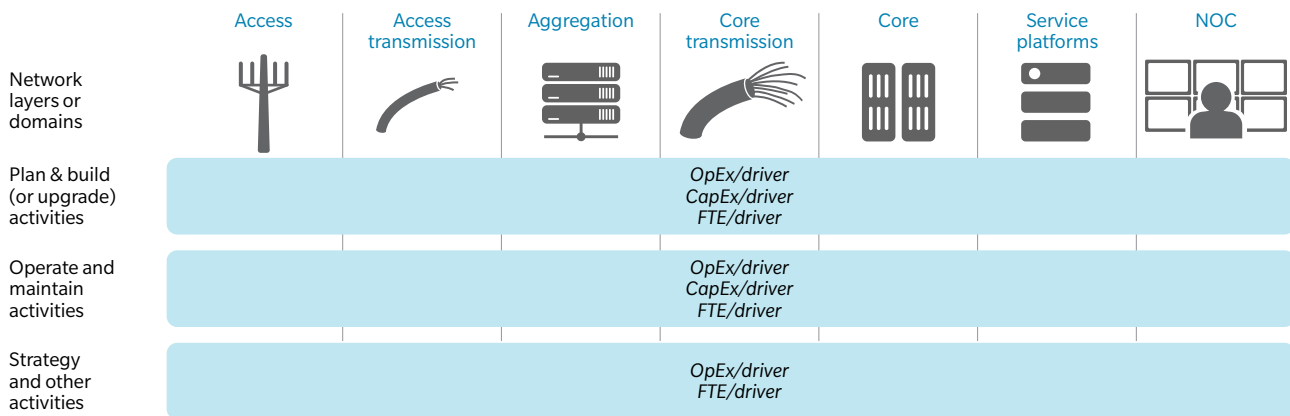 Access
Access
transmission
Aggregation
Core
transmission
Core
Service
platforms
NOC
Network
layers or
domains
Plan & build
(or upgrade)
activities
OpEx/driver
CapEx/driver
FTE/driver
Operate and
maintain
activities
OpEx/driver
CapEx/driver
FTE/driver
Strategy
and other
activities
OpEx/driver
FTE/driver